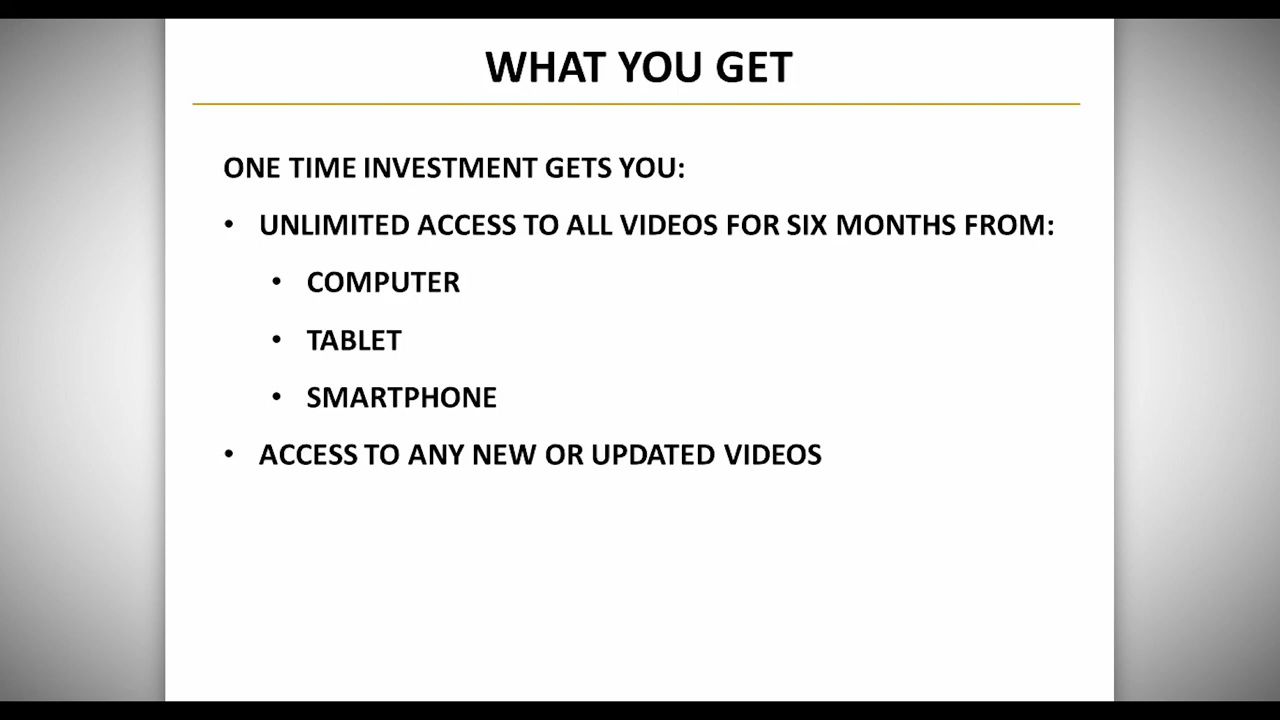 WHAT YOU GET
ONE TIME INVESTMENT GETS YOU:
• UNLIMITED ACCESS TO ALL VIDEOS FOR SIX MONTHS FROM:
• COMPUTER
• TABLET
• SMARTPHONE
• ACCESS TO ANY NEW OR UPDATED VIDEOS